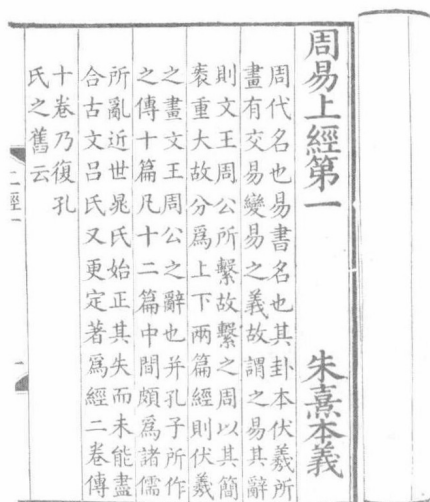 周易上經第一　朱熹本義
周代名也易書名也其卦本伏羲所
畫有交易變易之義故謂之易其辭
則文王周公所繫故繫之周以其簡
袠重大故分爲上下兩篇經則伏羲
之畫文王周公之辭也并孔子所作
之傳十篇凡十二篇中間頗爲諸儒
所亂近世晁氏始正其失而未能盡
合古文呂氏又更定著爲經二卷傳
十卷乃復孔
氏之舊云
經一
一